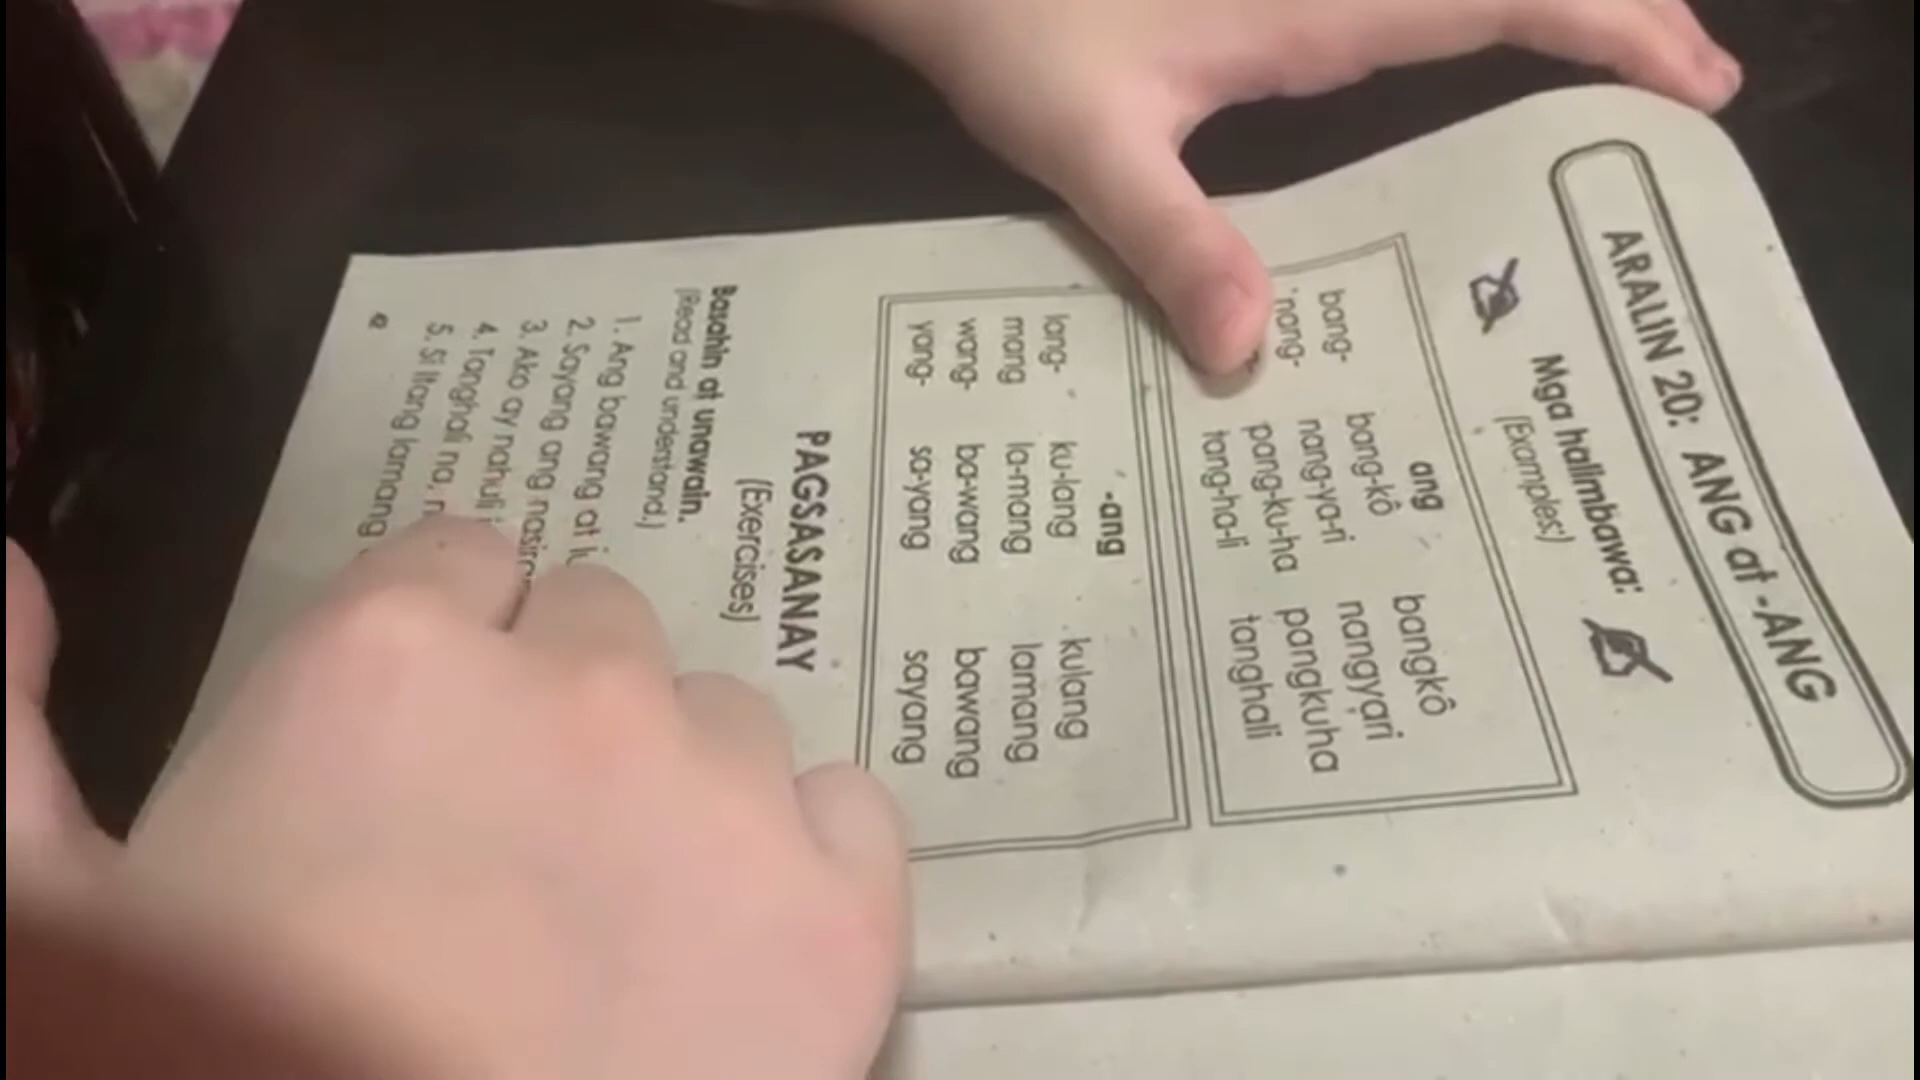 ARALIN 20: ANG at -ANG
Mga halimbawa:
(Examples:)
ang
bang- bang-kô bangkô
nang- nang-ya-ri nangyari
pang-ku-ha pangkuha
tang-ha-li tanghali
-ang
lang- ku-lang kulang
mang la-mang lamang
wang- ba-wang bawang
yang- sa-yang sayang
PAGSASANAY
(Exercises)
Basahin at unawain.
(Read and understand.)
1. Ang bawang at
2. Sayang ang
3. Ako ay nahuli
4. Tanghali na,
5. Si Itang lamang
42